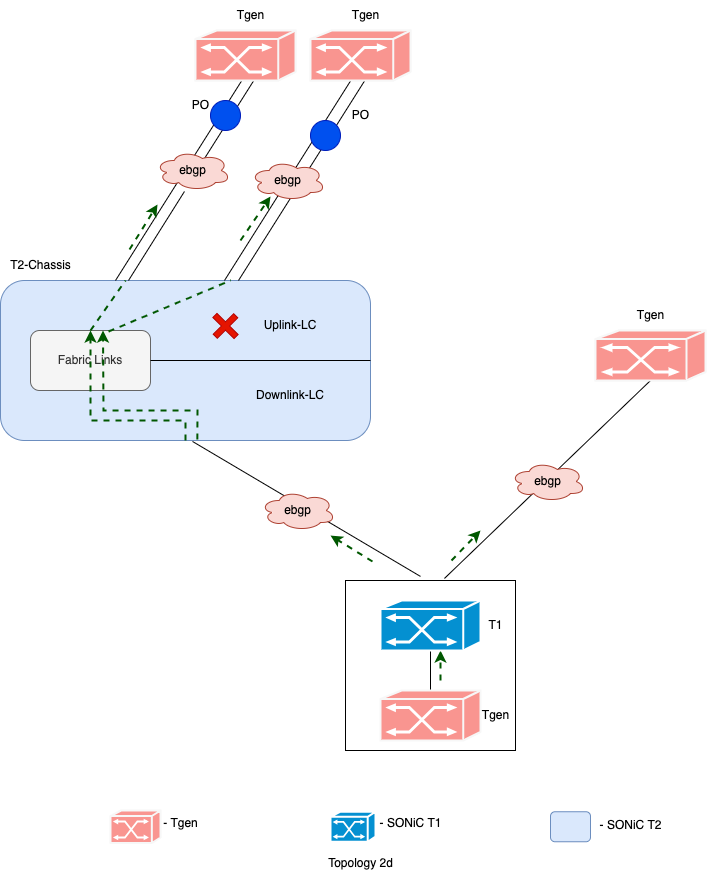 Tgen
Tgen
PO
PO
ebgp
ebgp
T2-Chassis
Uplink-LC
Fabric Links
Downlink-LC
Tgen
ebgp
ebgp
T1
Tgen
- Tgen
- SONiC T1
- SONiC T2
Topology 2d